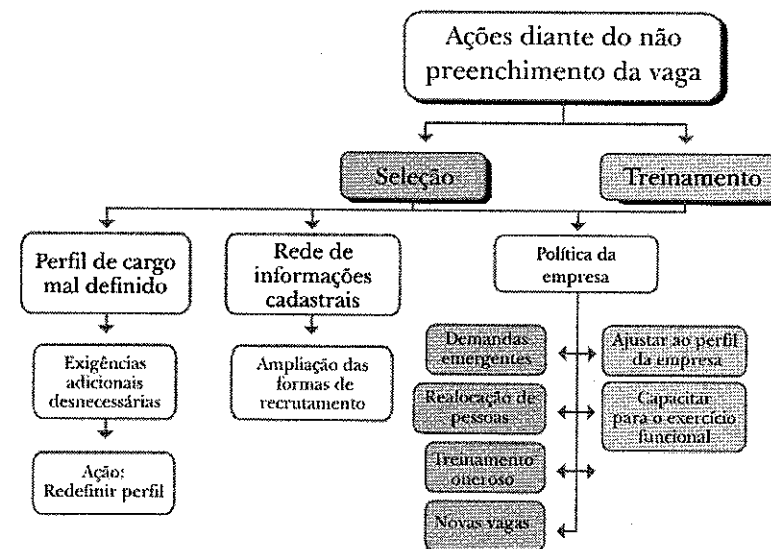 Ações diante do não
preenchimento da vaga
Seleção
Treinamento
Perfil de cargo
mal definido
Rede de
informações
cadastrais
Política da
empresa
Exigências
adicionais
desnecessárias
Ampliação das
formas de
recrutamento
Demandas
emergentes
Ajustar ao perfil
da empresa
Realocação de
pessoas
Capacitar
para o exercício
funcional
Ação:
Redefinir perfil
Treinamento
oneroso
Novas vagas